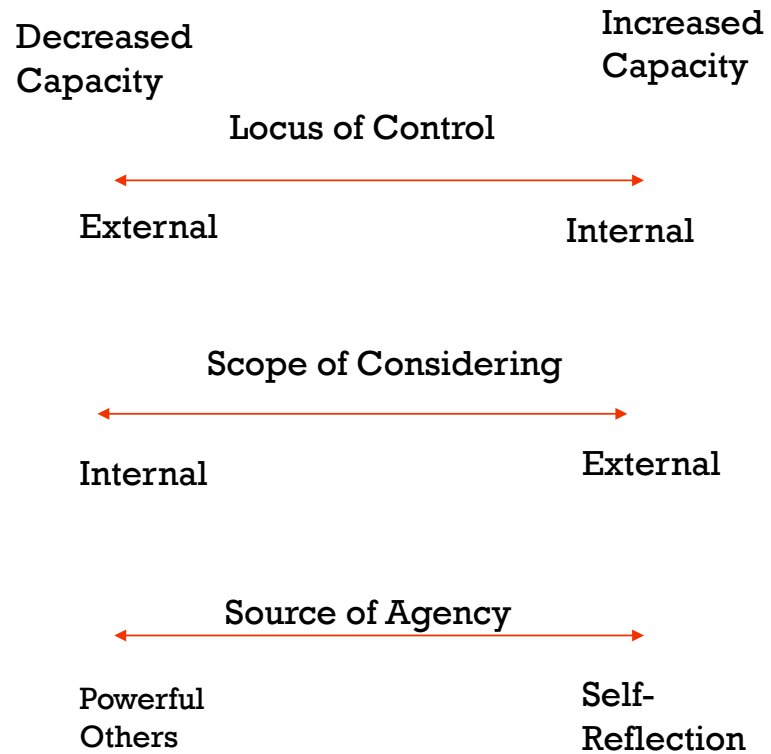 Decreased
Capacity
Increased
Capacity
Locus of Control
External
Internal
Scope of Considering
Internal
External
Source of Agency
Powerful
Others
Self-
Reflection